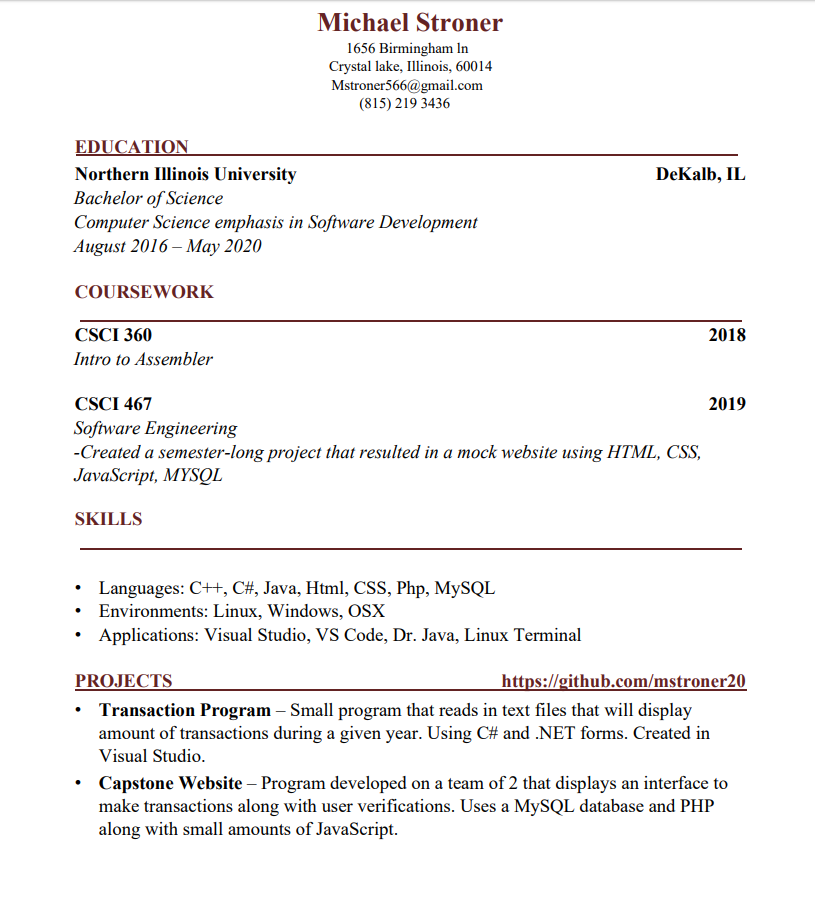 Michael Stroner
1656 Birmingham ln
Crystal lake, Illinois, 60014
Mstroner566@gmail.com
(815) 219 3436
EDUCATION
Northern Illinois University DeKalb, IL
Bachelor of Science
Computer Science emphasis in Software Development
August 2016 – May 2020
COURSEWORK
CSCI 360 2018
Intro to Assembler
CSCI 467 2019
Software Engineering
-Created a semester-long project that resulted in a mock website using HTML, CSS,
JavaScript, MYSQL
SKILLS
• Languages: C++, C#, Java, Html, CSS, Php, MySQL
• Environments: Linux, Windows, OSX
• Applications: Visual Studio, VS Code, Dr. Java, Linux Terminal
PROJECTS https://github.com/mstroner20
• Transaction Program – Small program that reads in text files that will display
amount of transactions during a given year. Using C# and .NET forms. Created in
Visual Studio.
• Capstone Website – Program developed on a team of 2 that displays an interface to
make transactions along with user verifications. Uses a MySQL database and PHP
along with small amounts of JavaScript.